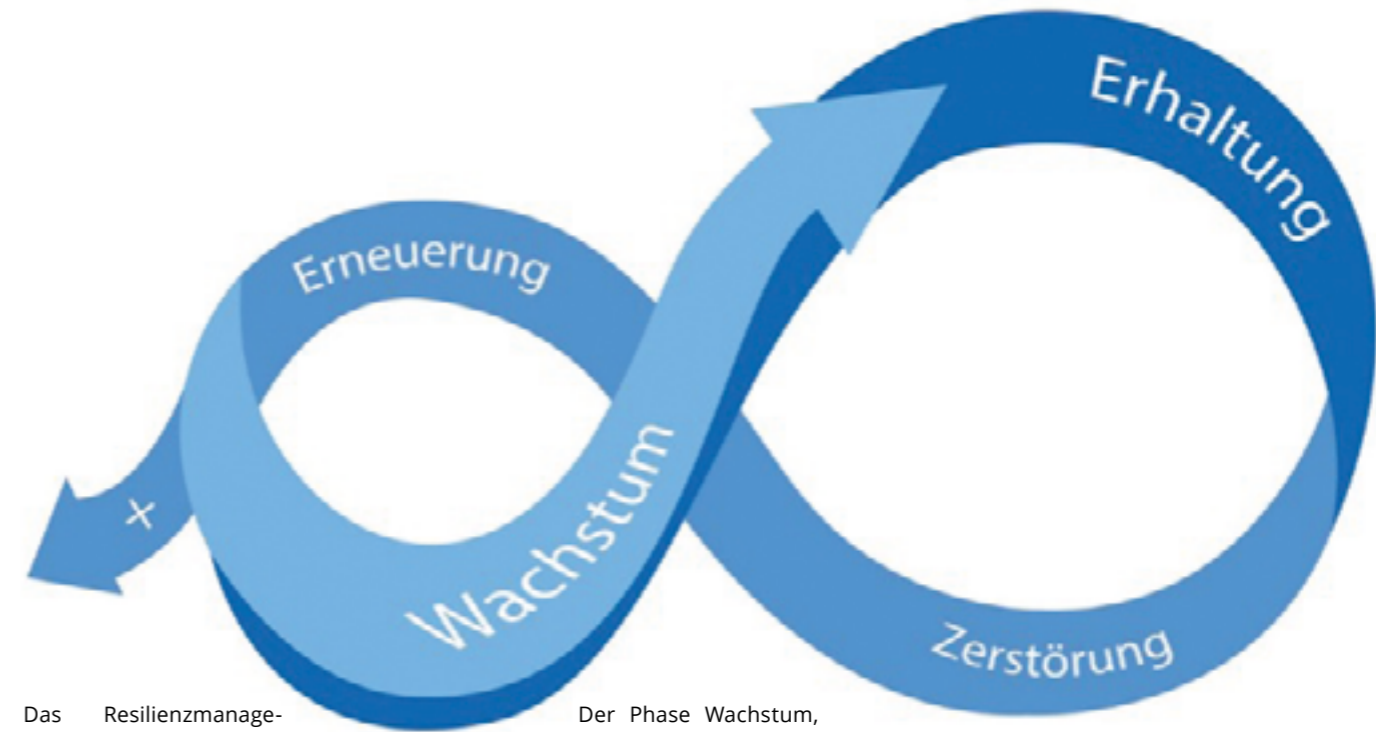 Erhaltung
Erneuerung
+
Wachstum
Zerstörung
Das Resilienzmanage-
Der Phase Wachstum,